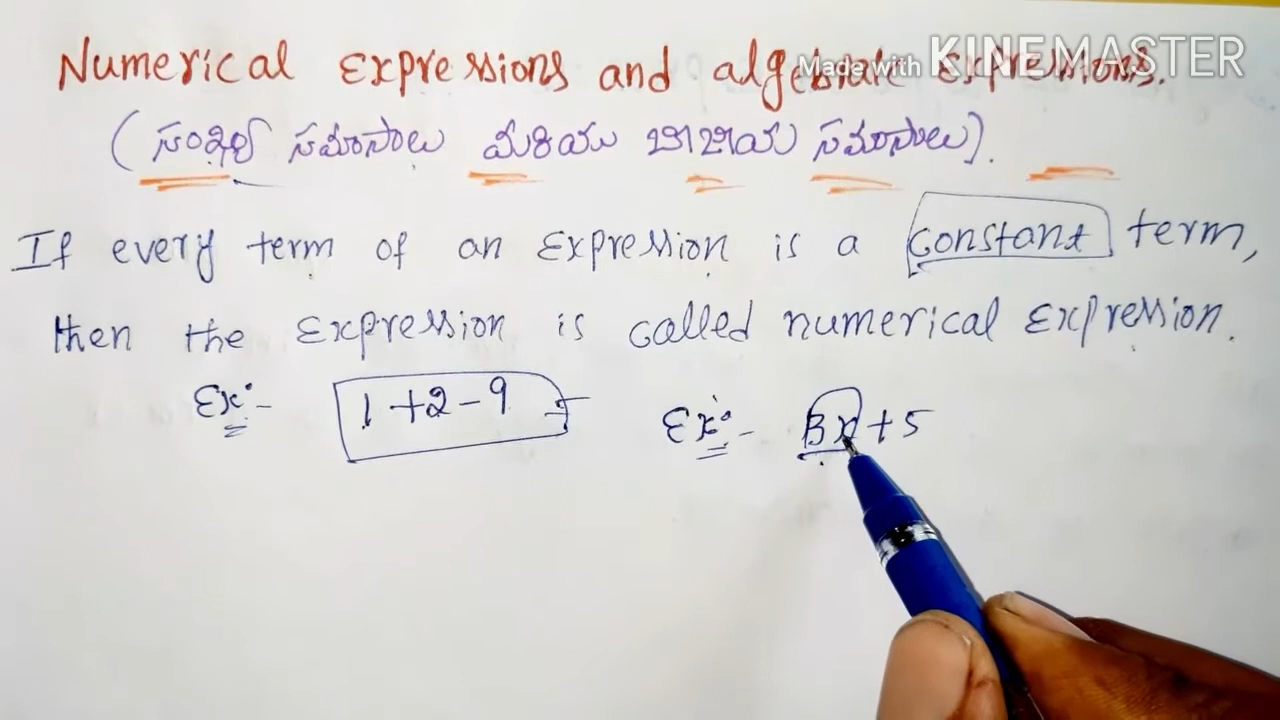 Numerical Expressions and algebraic Expressions.
Made with KINEMASTER
(సంఖ్యా సమాసాలు మరియు బీజీయ సమాసాలు).
If every term of an Expression is a constant term,
then the Expression is called numerical Expression.
Ex:- 1+2-9
Ex:- 3x+5